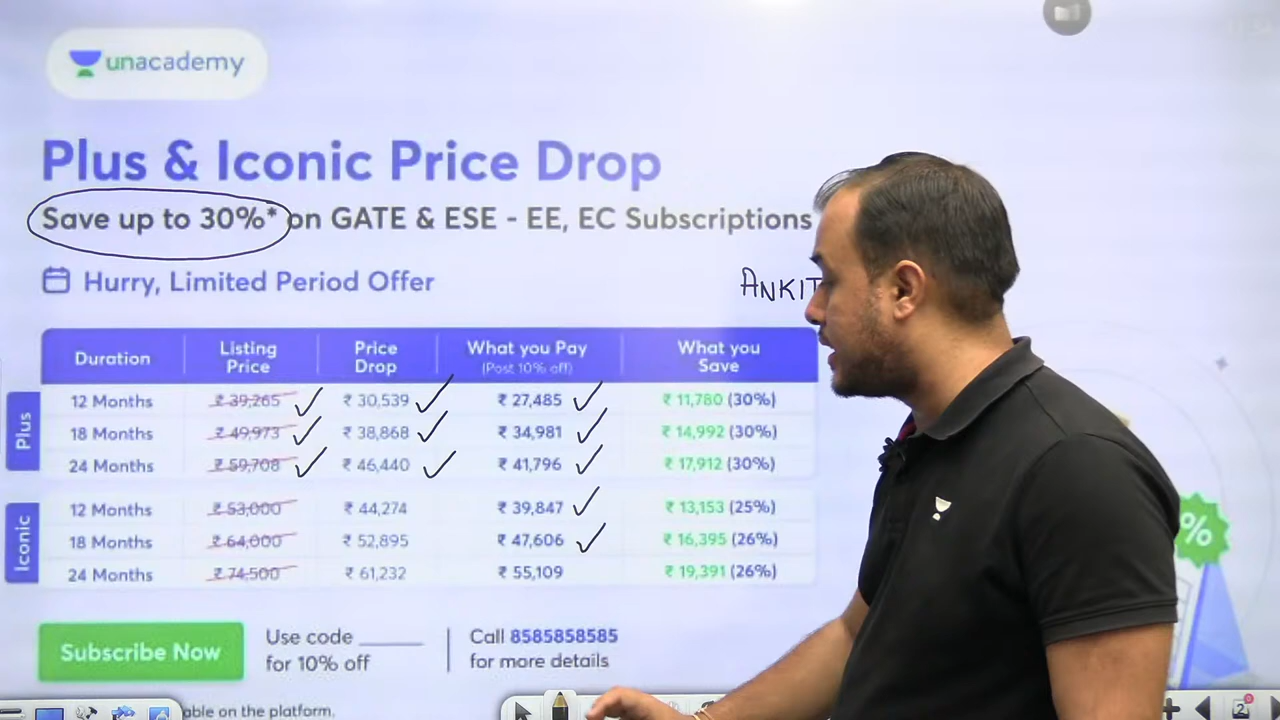 unacademy
Plus & Iconic Price Drop
Save up to 30%* on GATE & ESE - EE, EC Subscriptions
Hurry, Limited Period Offer
ANKIT
Duration Listing Price Price Drop What you Pay (Post 10% off) What you Save
Plus
12 Months ₹ 39,265 ₹ 30,539 ₹ 27,485 ₹ 11,780 (30%)
18 Months ₹ 49,973 ₹ 38,868 ₹ 34,981 ₹ 14,992 (30%)
24 Months ₹ 59,708 ₹ 46,440 ₹ 41,796 ₹ 17,912 (30%)
Iconic
12 Months ₹ 53,000 ₹ 44,274 ₹ 39,847 ₹ 13,153 (25%)
18 Months ₹ 64,000 ₹ 52,895 ₹ 47,606 ₹ 16,395 (26%)
24 Months ₹ 74,500 ₹ 61,232 ₹ 55,109 ₹ 19,391 (26%)
%
Subscribe Now
Use code ______
for 10% off
Call 8585858585
for more details
on the platform.
2